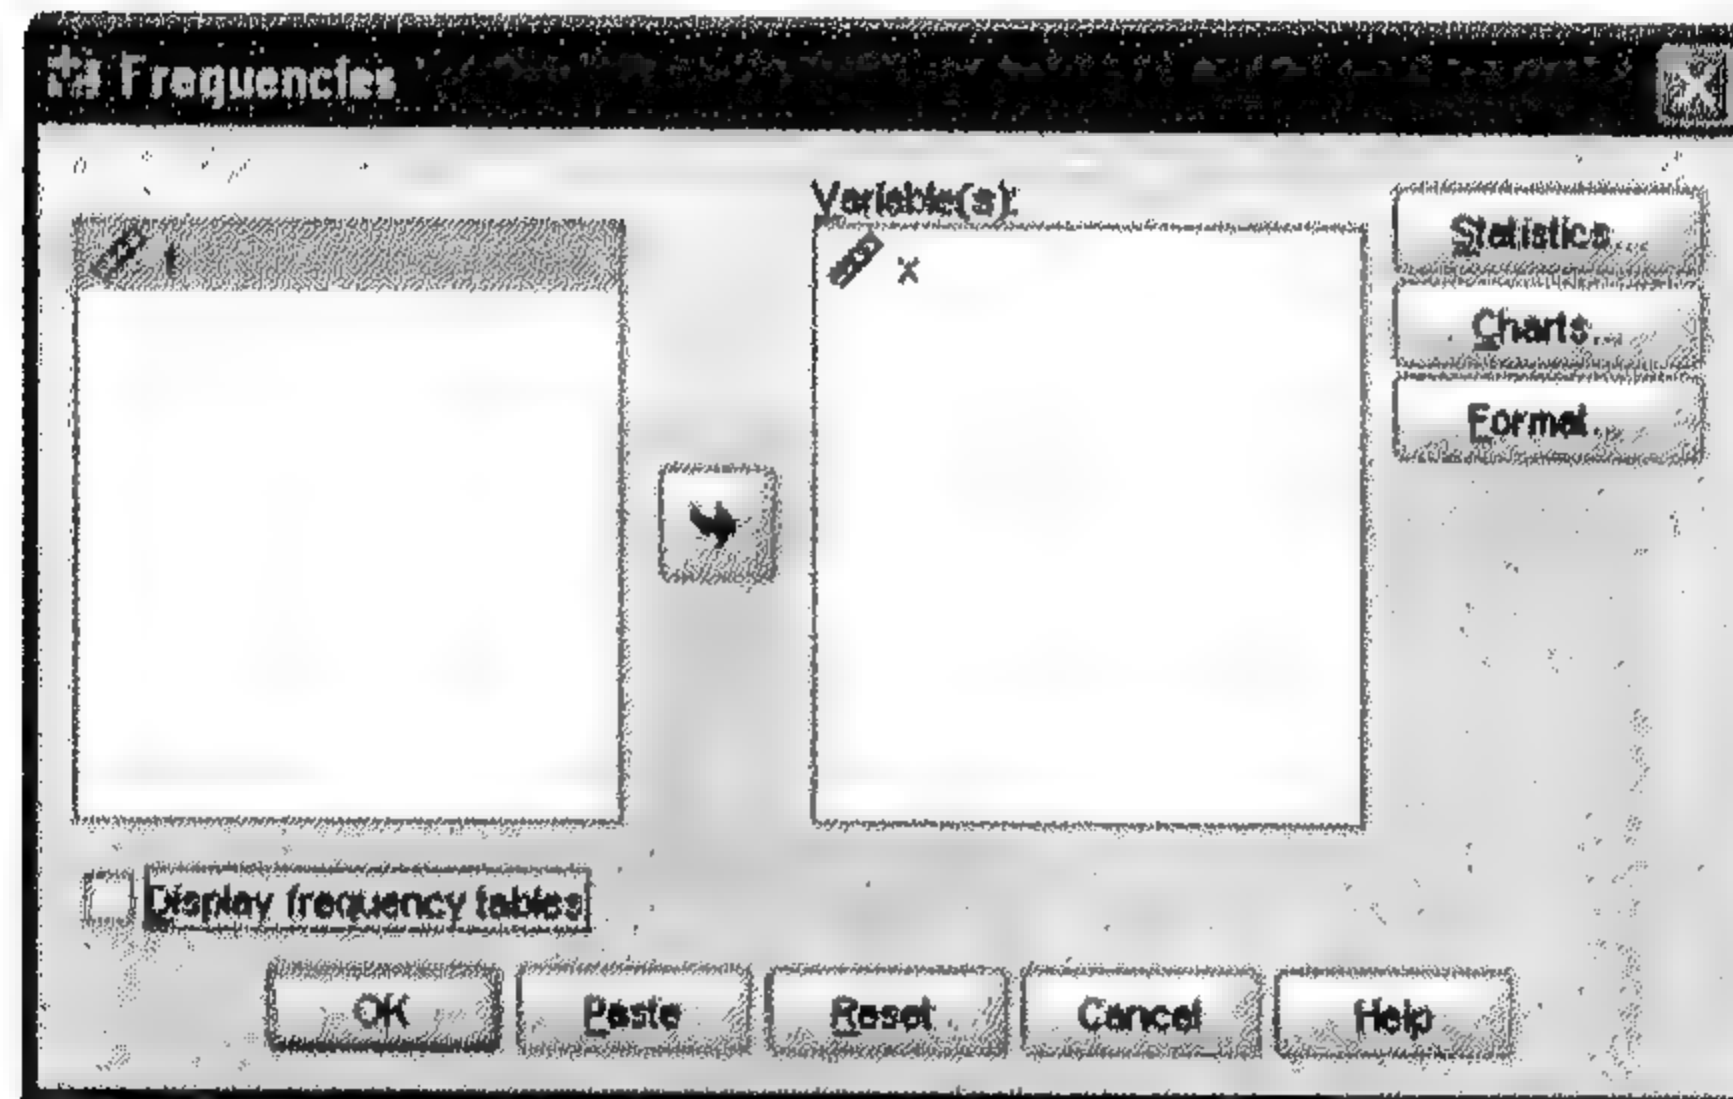 Frequencies
Variable(s):
t
x
Statistics...
Charts...
Format...
Display frequency tables
OK
Paste
Reset
Cancel
Help